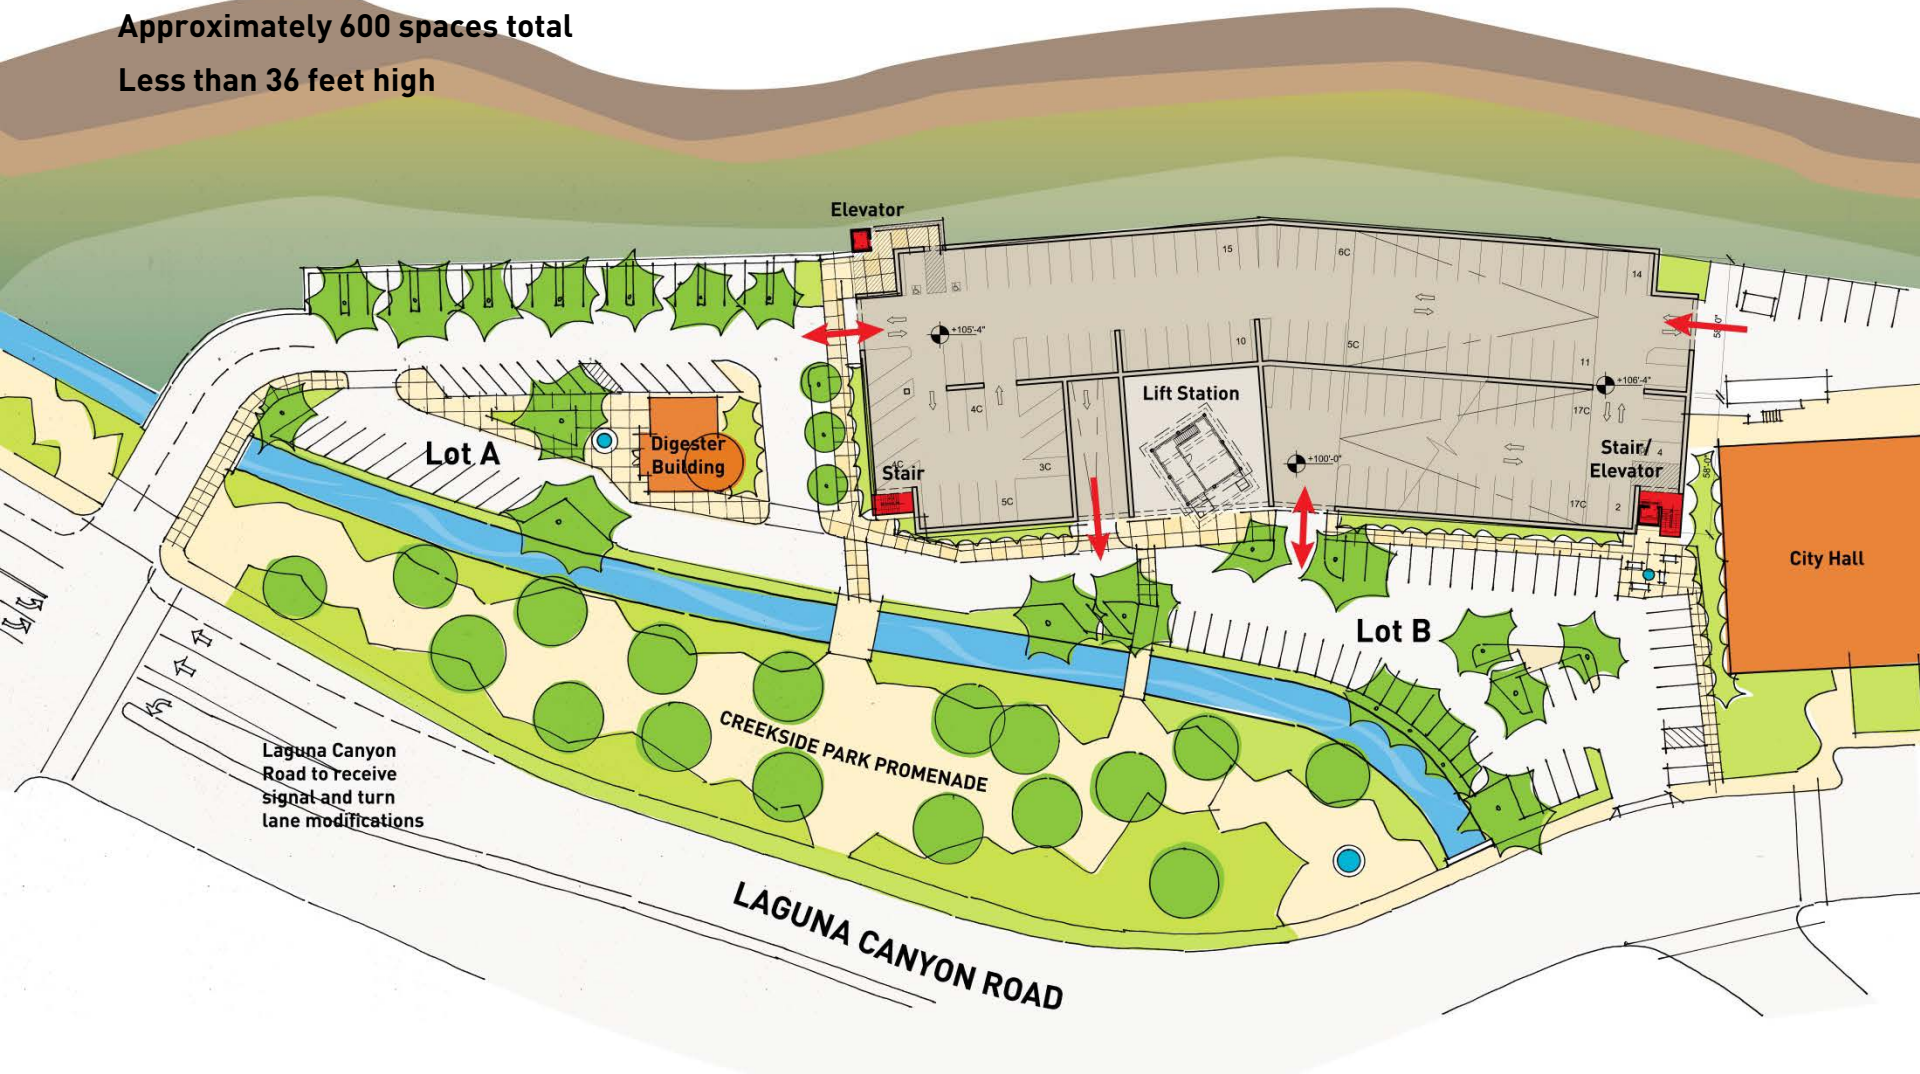 Approximately 600 spaces total
Less than 36 feet high
Elevator
15
6C
14
+105'-4"
10
5C
11
+106'-4"
Lift Station
4C
17C
Lot A
Digester
Building
Stair
3C
+100'-0"
Stair/
Elevator
4
5C
17C
2
City Hall
Lot B
CREEKSIDE PARK PROMENADE
Laguna Canyon
Road to receive
signal and turn
lane modifications
LAGUNA CANYON ROAD